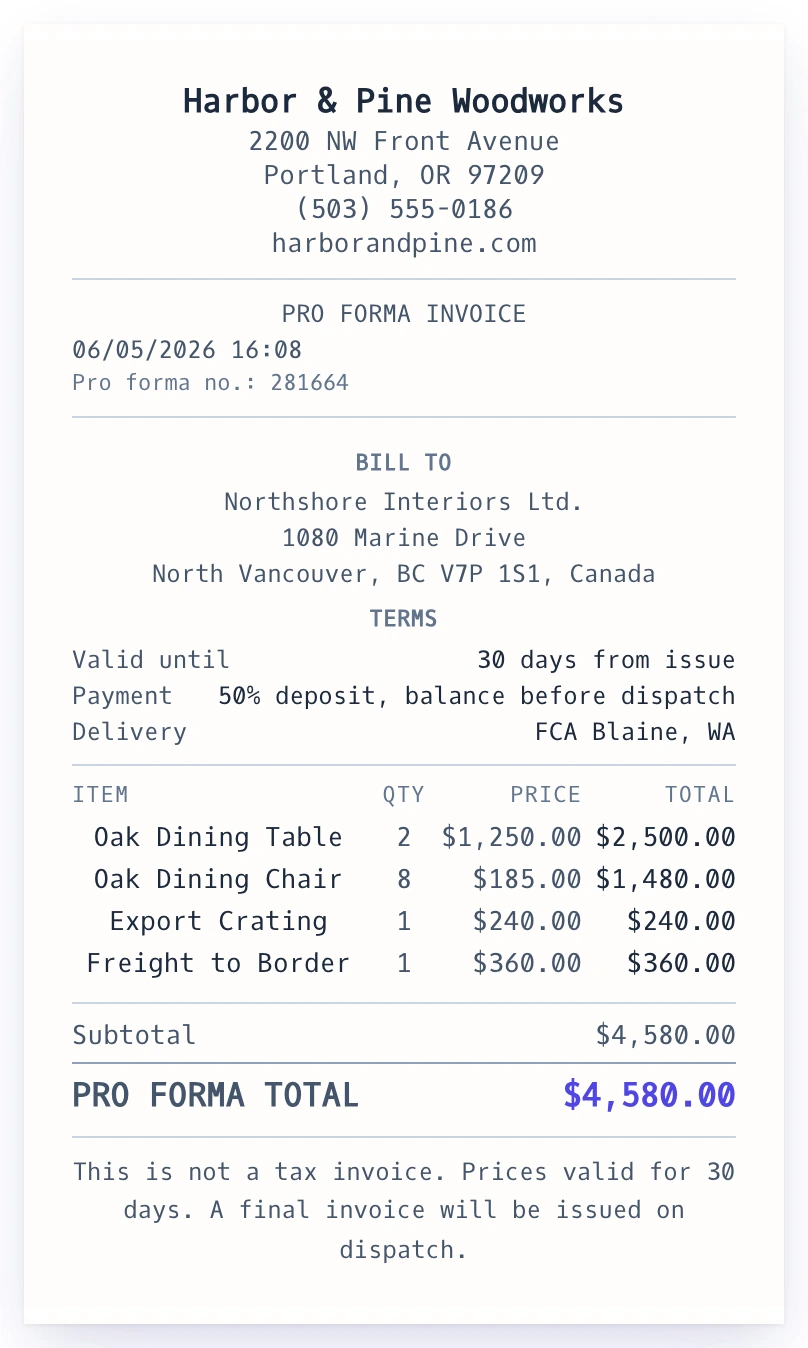 Harbor & Pine Woodworks
2200 NW Front Avenue
Portland, OR 97209
(503) 555-0186
harborandpine.com
PRO FORMA INVOICE
06/05/2026 16:08
Pro forma no.: 281664
BILL TO
Northshore Interiors Ltd.
1080 Marine Drive
North Vancouver, BC V7P 1S1, Canada
TERMS
Valid until 30 days from issue
Payment 50% deposit, balance before dispatch
Delivery FCA Blaine, WA
ITEM QTY PRICE TOTAL
Oak Dining Table 2 $1,250.00 $2,500.00
Oak Dining Chair 8 $185.00 $1,480.00
Export Crating 1 $240.00 $240.00
Freight to Border 1 $360.00 $360.00
Subtotal $4,580.00
PRO FORMA TOTAL $4,580.00
This is not a tax invoice. Prices valid for 30
days. A final invoice will be issued on
dispatch.